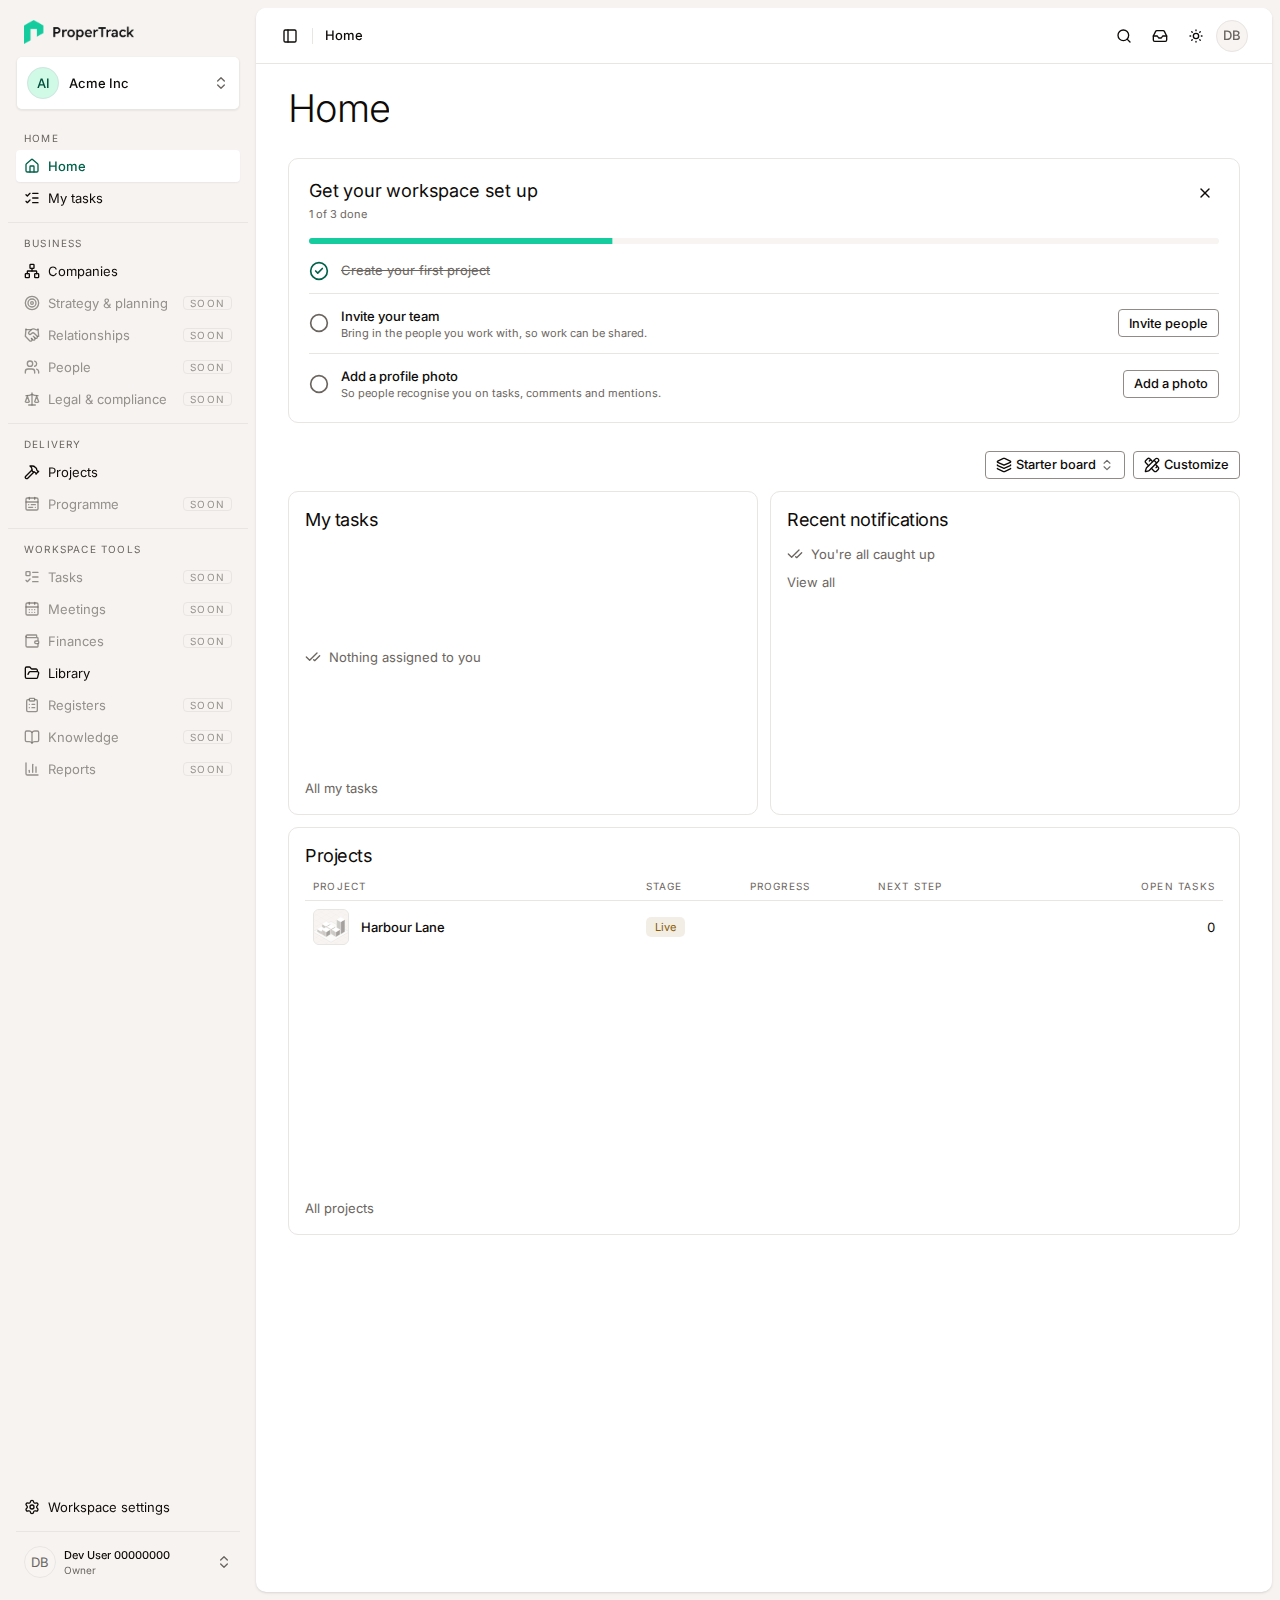 ProperTrack
AI Acme Inc
HOME
Home
My tasks
BUSINESS
Companies
Strategy & planning SOON
Relationships SOON
People SOON
Legal & compliance SOON
DELIVERY
Projects
Programme SOON
WORKSPACE TOOLS
Tasks SOON
Meetings SOON
Finances SOON
Library
Registers SOON
Knowledge SOON
Reports SOON
Workspace settings
DB Dev User 00000000
Owner
Home DB
Home
Get your workspace set up
1 of 3 done
Create your first project
Invite your team
Bring in the people you work with, so work can be shared.
Invite people
Add a profile photo
So people recognise you on tasks, comments and mentions.
Add a photo
Starter board Customize
My tasks
Nothing assigned to you
All my tasks
Recent notifications
You're all caught up
View all
Projects
PROJECT STAGE PROGRESS NEXT STEP OPEN TASKS
Harbour Lane Live 0
All projects